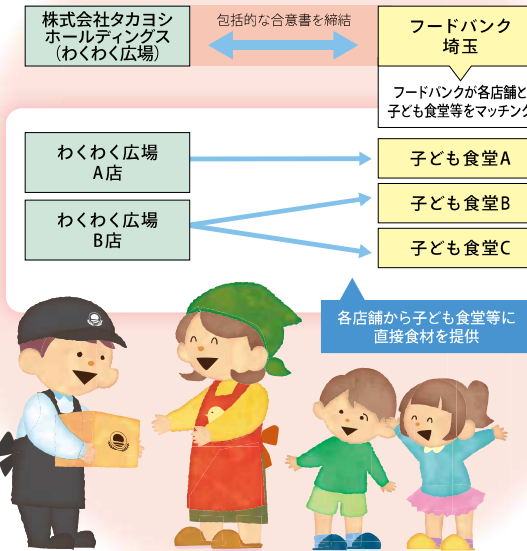 株式会社タカヨシ
ホールディングス
(わくわく広場)
包括的な合意書を締結
フードバンク
埼玉
フードバンクが各店舗と
子ども食堂等をマッチング
わくわく広場
A店
わくわく広場
B店
子ども食堂A
子ども食堂B
子ども食堂C
各店舗から子ども食堂等に
直接食材を提供